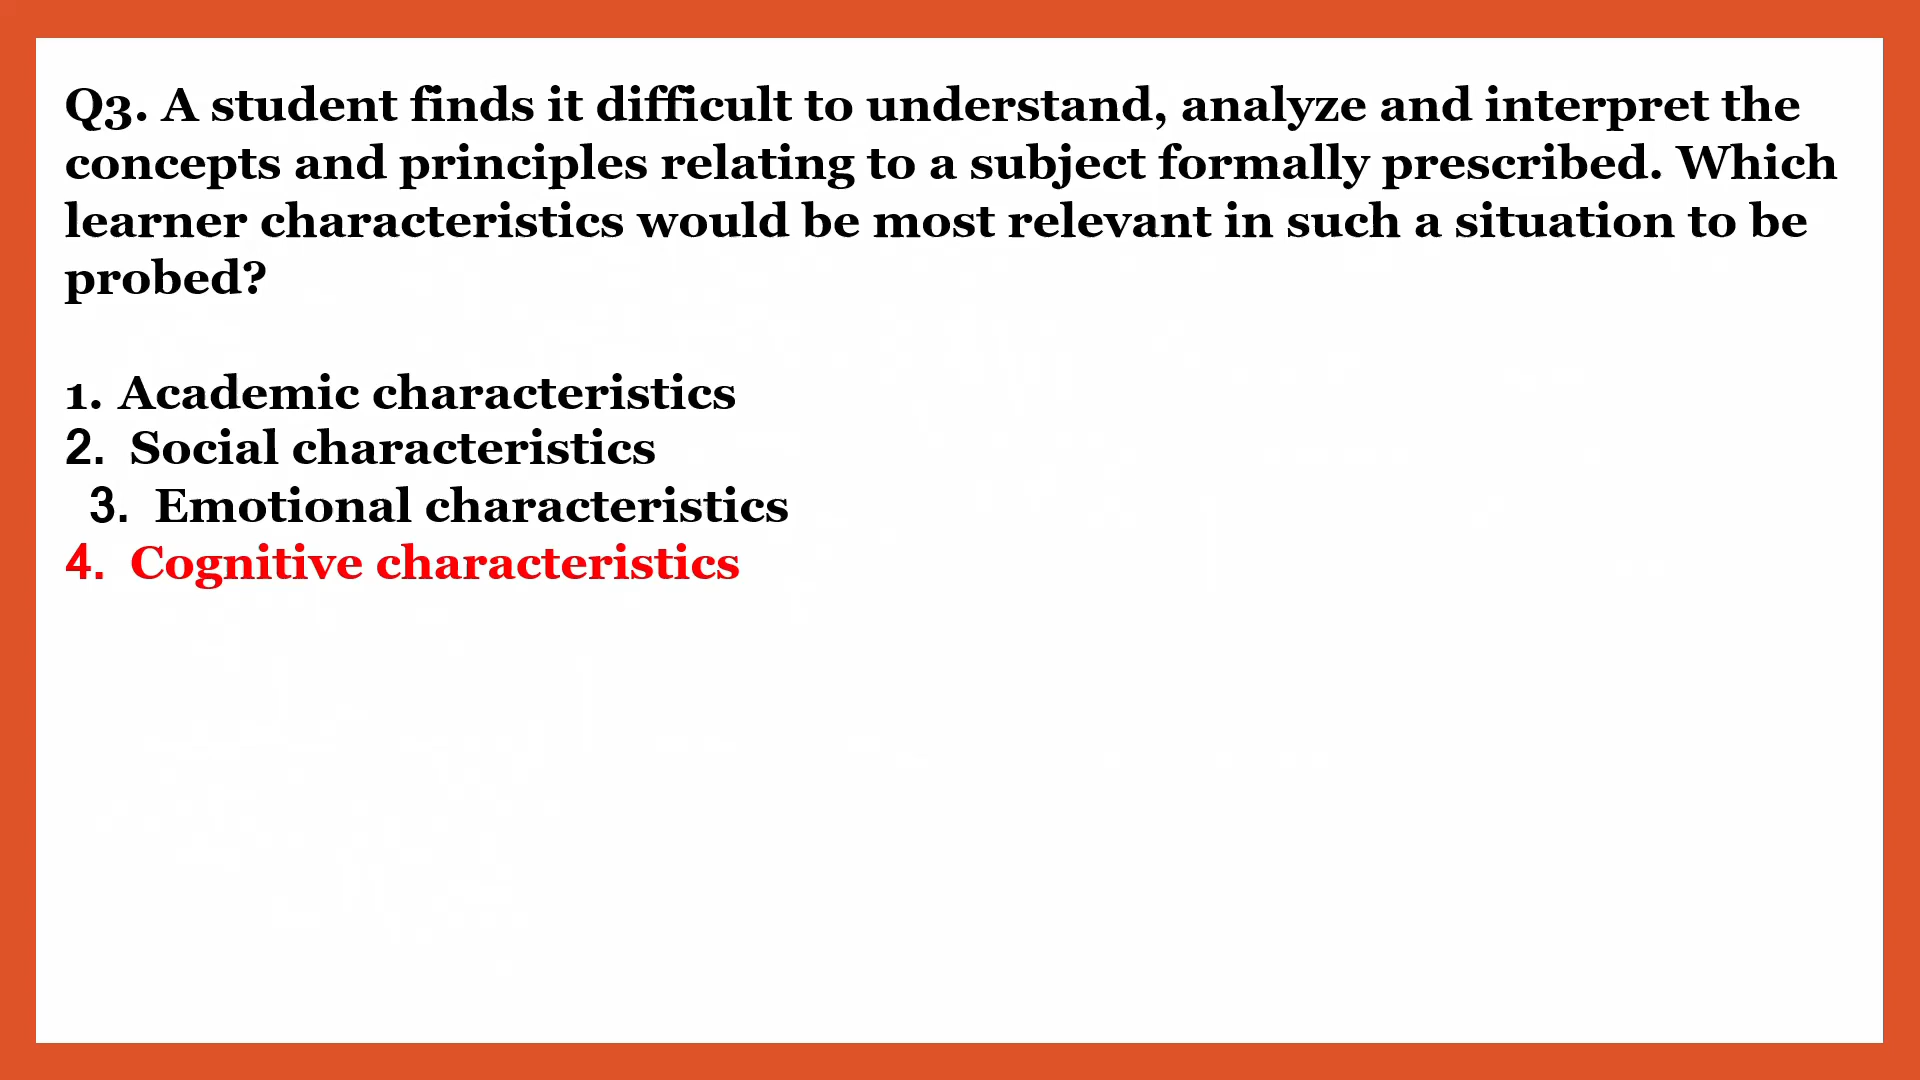 Q3. A student finds it difficult to understand, analyze and interpret the
concepts and principles relating to a subject formally prescribed. Which
learner characteristics would be most relevant in such a situation to be
probed?
1. Academic characteristics
2. Social characteristics
3. Emotional characteristics
4. Cognitive characteristics